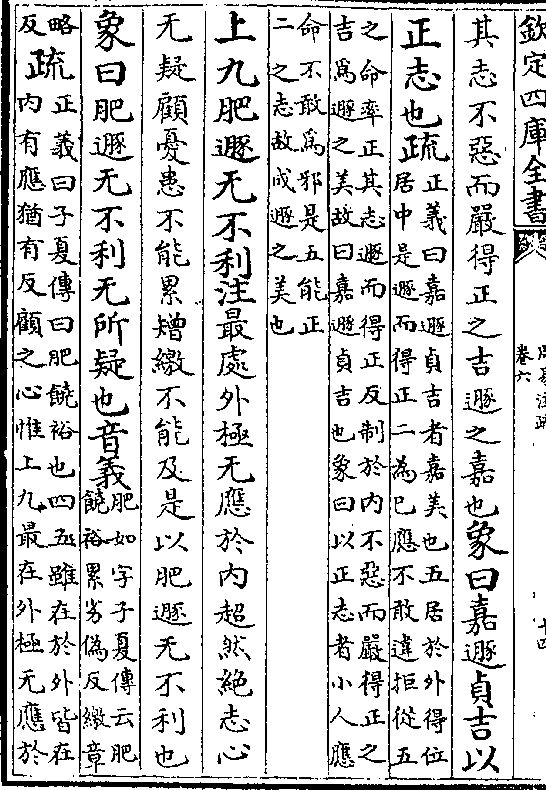 欽定四庫全書
周易注疏
卷六
十四
其志不惡而嚴得正之吉遯之嘉也象曰嘉遯貞吉以
正志也疏正義曰嘉遯貞吉者嘉美也五居於外得位
居中是遯而得正二為已應不敢違拒從五
之命率正其志遯而得正反制於内不惡而嚴得正之
吉為遯之美故曰嘉遯貞吉也象曰以正志者小人應
命不敢為邪是五能正
二之志故成遯之美也
上九肥遯无不利注最處外極无應於内超然絶志心
无疑顧憂患不能累矰繳不能及是以肥遯无不利也
象曰肥遯无不利无所疑也音義肥如字子夏傳云肥
饒裕累劣偽反繳章
略
反疏正義曰子夏傳曰肥饒裕也四五雖在於外皆在
内有應猶有反顧之心惟上九最在外極无應於